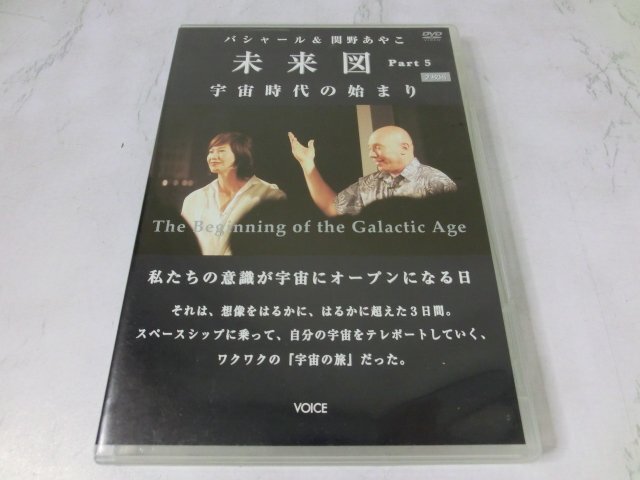 DVD
VIDEO
バシャール&関野あやこ
未来図 Part 5
宇宙時代の始まり
The Beginning of the Galactic Age
私たちの意識が宇宙にオープンになる日
それは、想像をはるかに、はるかに超えた3日間。
スペースシップに乗って、自分の宇宙をテレポートしていく、
ワクワクの『宇宙の旅』だった。
VOICE